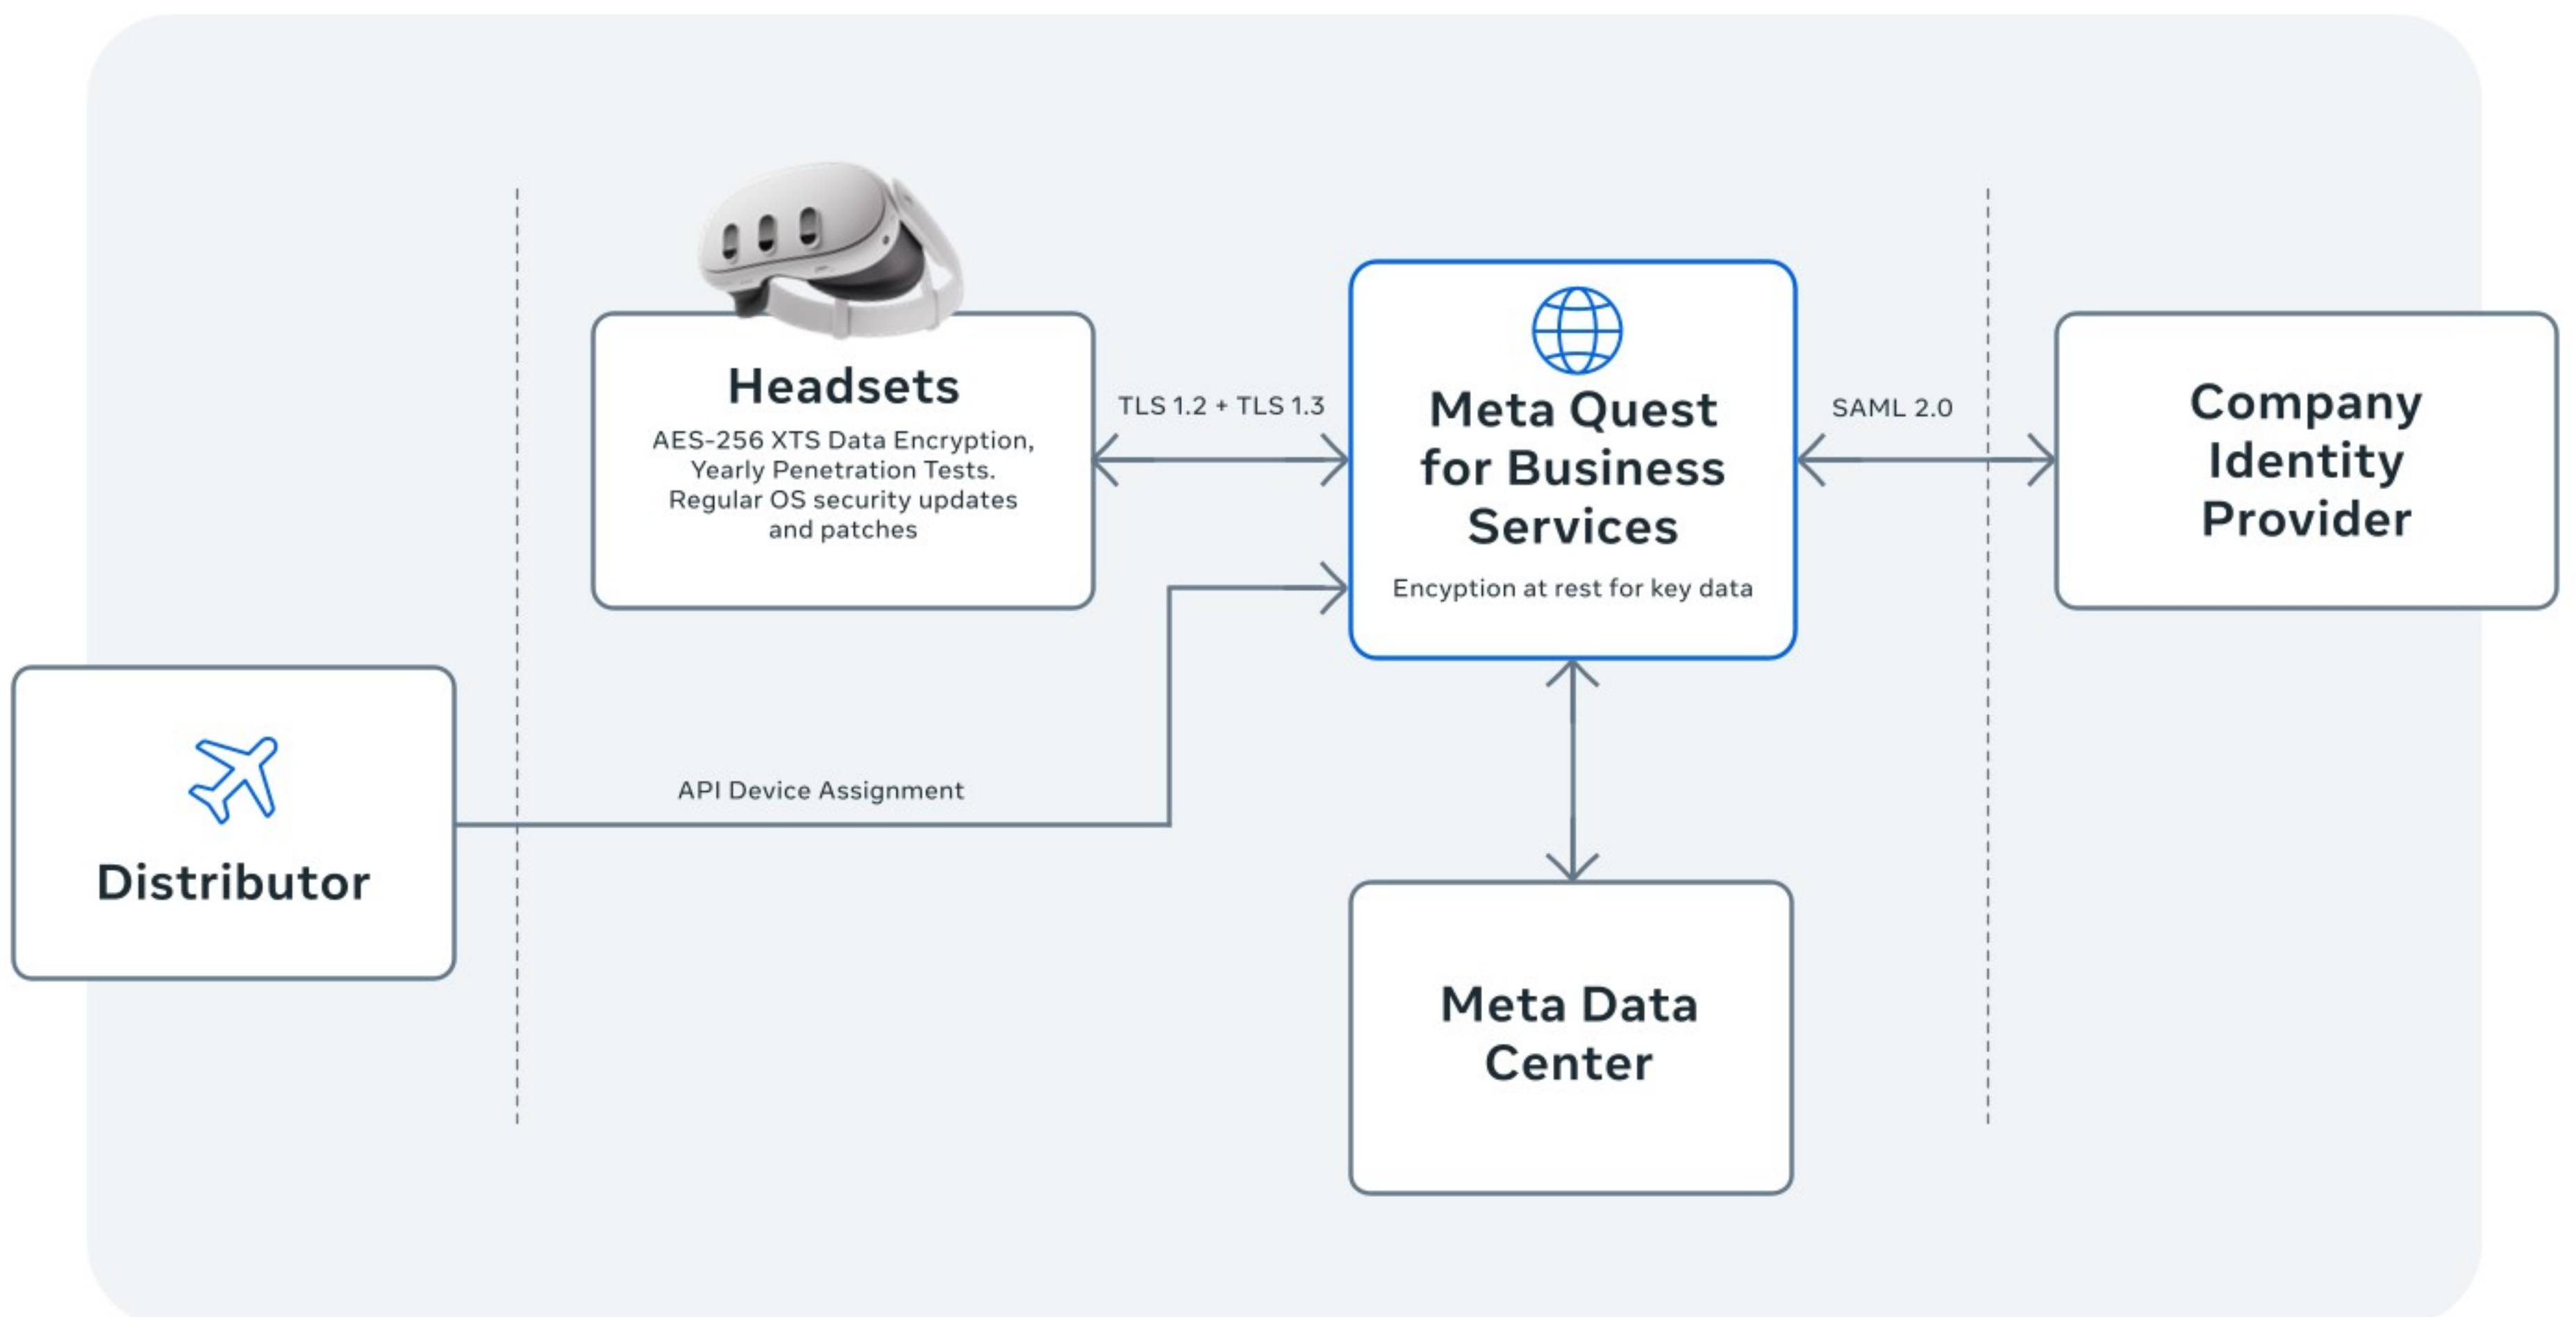 Headsets
AES-256 XTS Data Encryption,
Yearly Penetration Tests.
Regular OS security updates
and patches
TLS 1.2 + TLS 1.3
Meta Quest
for Business
Services
Encyption at rest for key data
SAML 2.0
Company
Identity
Provider
API Device Assignment
Distributor
Meta Data
Center